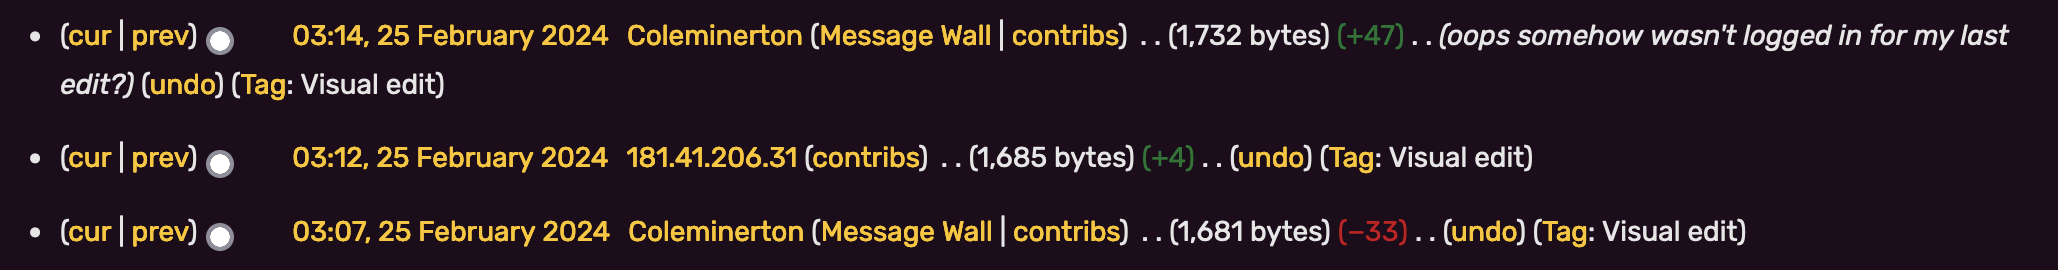 • (cur | prev) 03:14, 25 February 2024 Coleminerton (Message Wall | contribs) . . (1,732 bytes) (+47) . . (oops somehow wasn't logged in for my last
edit?) (undo) (Tag: Visual edit)
• (cur | prev) 03:12, 25 February 2024 181.41.206.31 (contribs) . . (1,685 bytes) (+4) . . (undo) (Tag: Visual edit)
• (cur | prev) 03:07, 25 February 2024 Coleminerton (Message Wall | contribs) . . (1,681 bytes) (−33) . . (undo) (Tag: Visual edit)